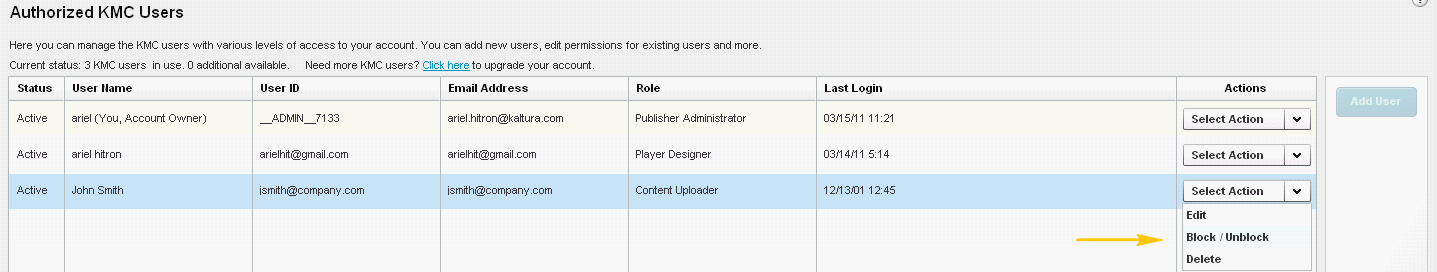 Authorized KMC Users
?
Here you can manage the KMC users with various levels of access to your account. You can add new users, edit permissions for existing users and more.
Current status: 3 KMC users in use. 0 additional available. Need more KMC users? Click here to upgrade your account.
Status User Name User ID Email Address Role Last Login Actions
Add User
Active ariel (You, Account Owner) __ADMIN__7133 ariel.hitron@kaltura.com Publisher Administrator 03/15/11 11:21 Select Action
Active ariel hitron arielhit@gmail.com arielhit@gmail.com Player Designer 03/14/11 5:14 Select Action
Active John Smith jsmith@company.com jsmith@company.com Content Uploader 12/13/01 12:45 Select Action
Edit
Block / Unblock
Delete